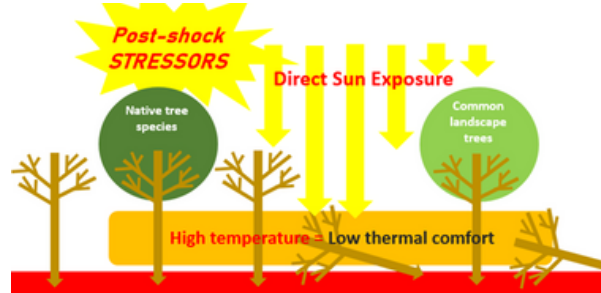 Post-shock
STRESSORS
Direct Sun Exposure
Native tree
species
Common
landscape
trees
High temperature = Low thermal comfort